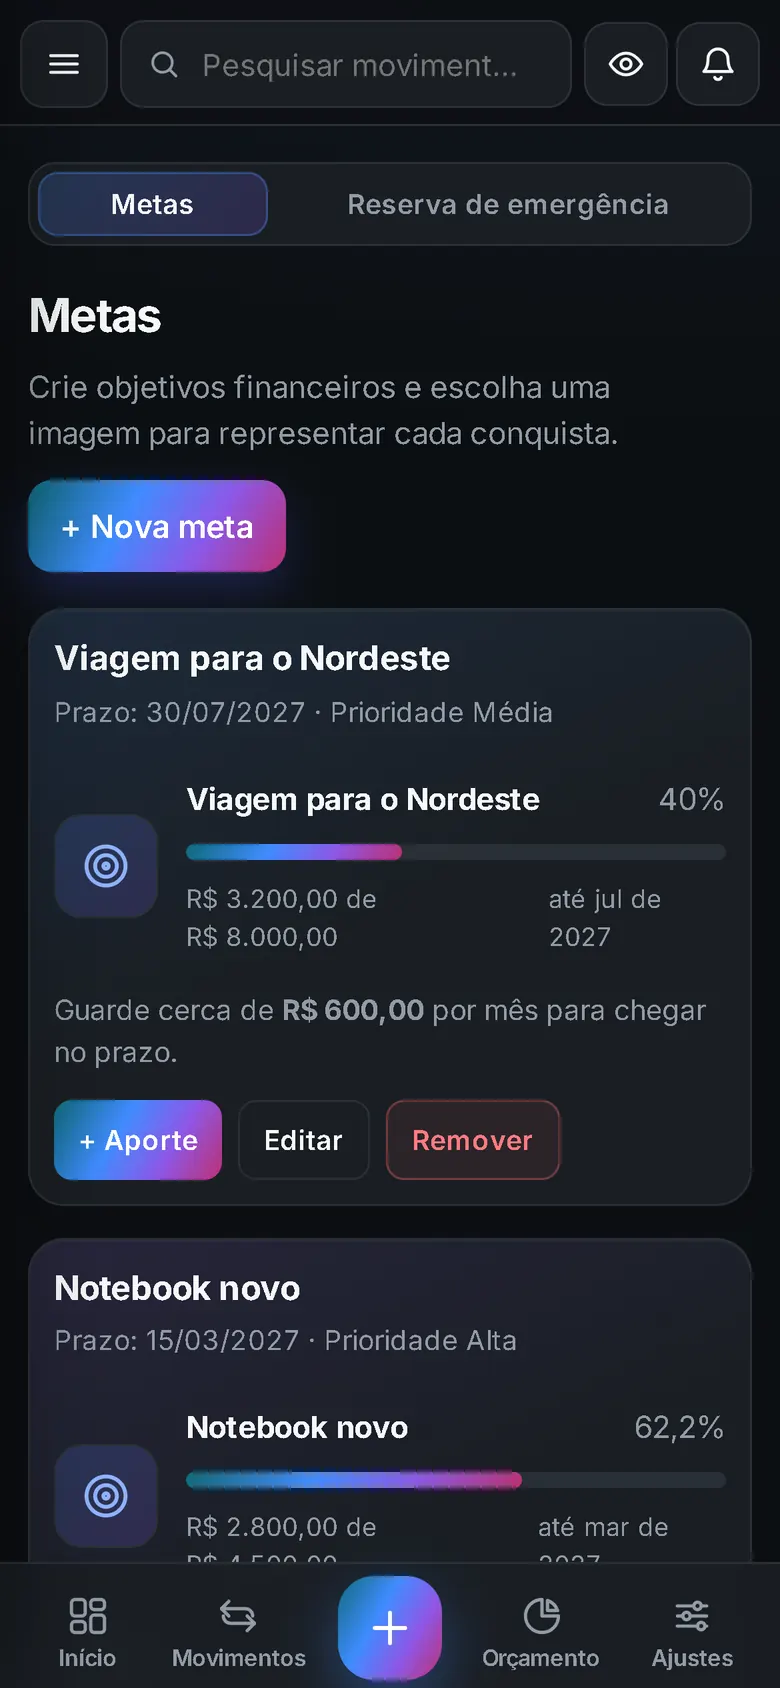 Pesquisar moviment...
Metas
Reserva de emergência
Metas
Crie objetivos financeiros e escolha uma
imagem para representar cada conquista.
+ Nova meta
Viagem para o Nordeste
Prazo: 30/07/2027 · Prioridade Média
Viagem para o Nordeste 40%
R$ 3.200,00 de até jul de
R$ 8.000,00 2027
Guarde cerca de R$ 600,00 por mês para chegar
no prazo.
+ Aporte Editar Remover
Notebook novo
Prazo: 15/03/2027 · Prioridade Alta
Notebook novo 62,2%
R$ 2.800,00 de até mar de
R$ 4.500,00 2027
Início Movimentos + Orçamento Ajustes